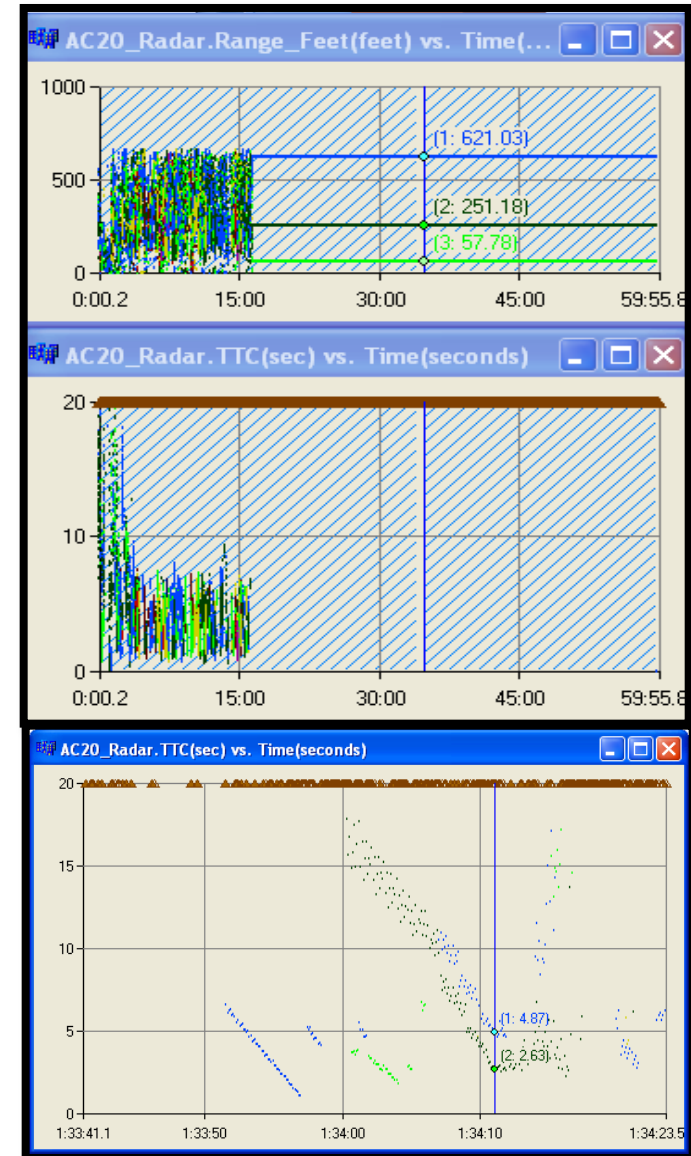 AC20_Radar.Range_Feet(feet) vs. Time(...
1000
500
0
(1: 621.03)
(2: 251.18)
(3: 57.78)
0:00.2 15:00 30:00 45:00 59:55.8
AC20_Radar.TTC(sec) vs. Time(seconds)
20
10
0
0:00.2 15:00 30:00 45:00 59:55.8
AC20_Radar.TTC(sec) vs. Time(seconds)
20
15
10
5
0
(1: 4.87)
(2: 2.63)
1:33:41.1 1:33:50 1:34:00 1:34:10 1:34:23.5